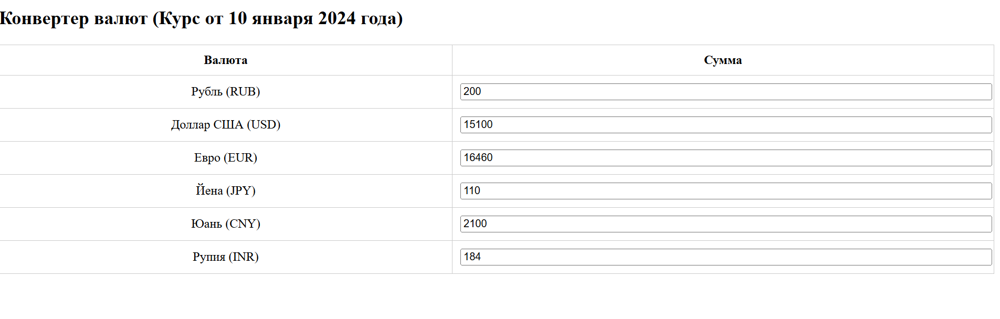 Конвертер валют (Курс от 10 января 2024 года)
Валюта Сумма
Рубль (RUB) 200
Доллар США (USD) 15100
Евро (EUR) 16460
Йена (JPY) 110
Юань (CNY) 2100
Рупия (INR) 184